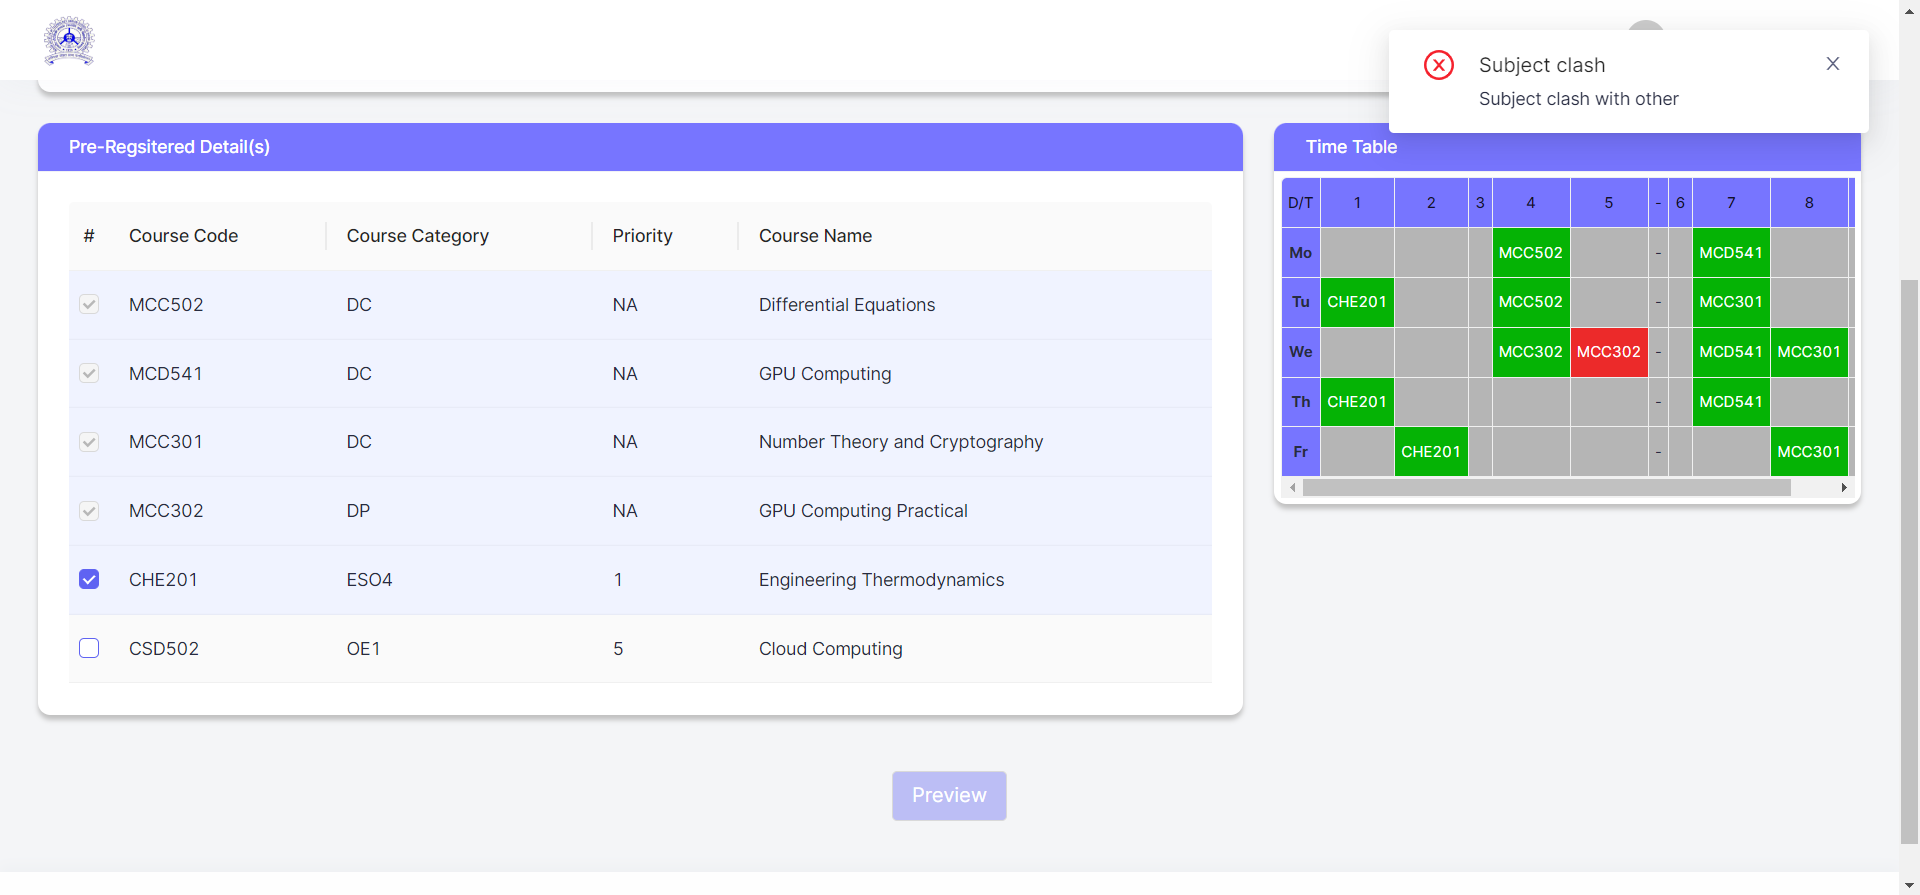 Subject clash
Subject clash with other
Pre-Regsitered Detail(s)
# Course Code Course Category Priority Course Name
MCC502 DC NA Differential Equations
MCD541 DC NA GPU Computing
MCC301 DC NA Number Theory and Cryptography
MCC302 DP NA GPU Computing Practical
CHE201 ESO4 1 Engineering Thermodynamics
CSD502 OE1 5 Cloud Computing
Time Table
D/T 1 2 3 4 5 - 6 7 8
Mo MCC502 - MCD541
Tu CHE201 MCC502 - MCC301
We MCC302 MCC302 - MCD541 MCC301
Th CHE201 - MCD541
Fr CHE201 - MCC301
Preview